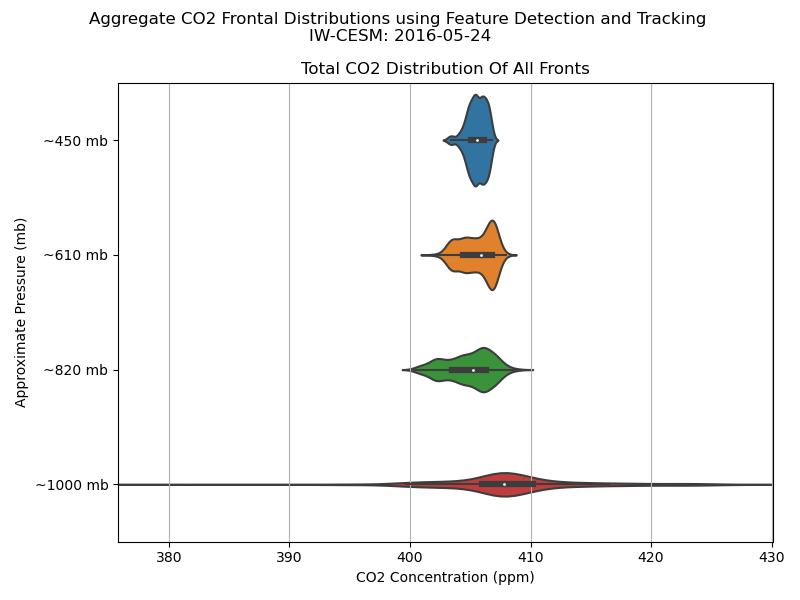 Aggregate CO2 Frontal Distributions using Feature Detection and Tracking
IW-CESM: 2016-05-24
Total CO2 Distribution Of All Fronts
Approximate Pressure (mb)
~450 mb
~610 mb
~820 mb
~1000 mb
380 390 400 410 420 430
CO2 Concentration (ppm)